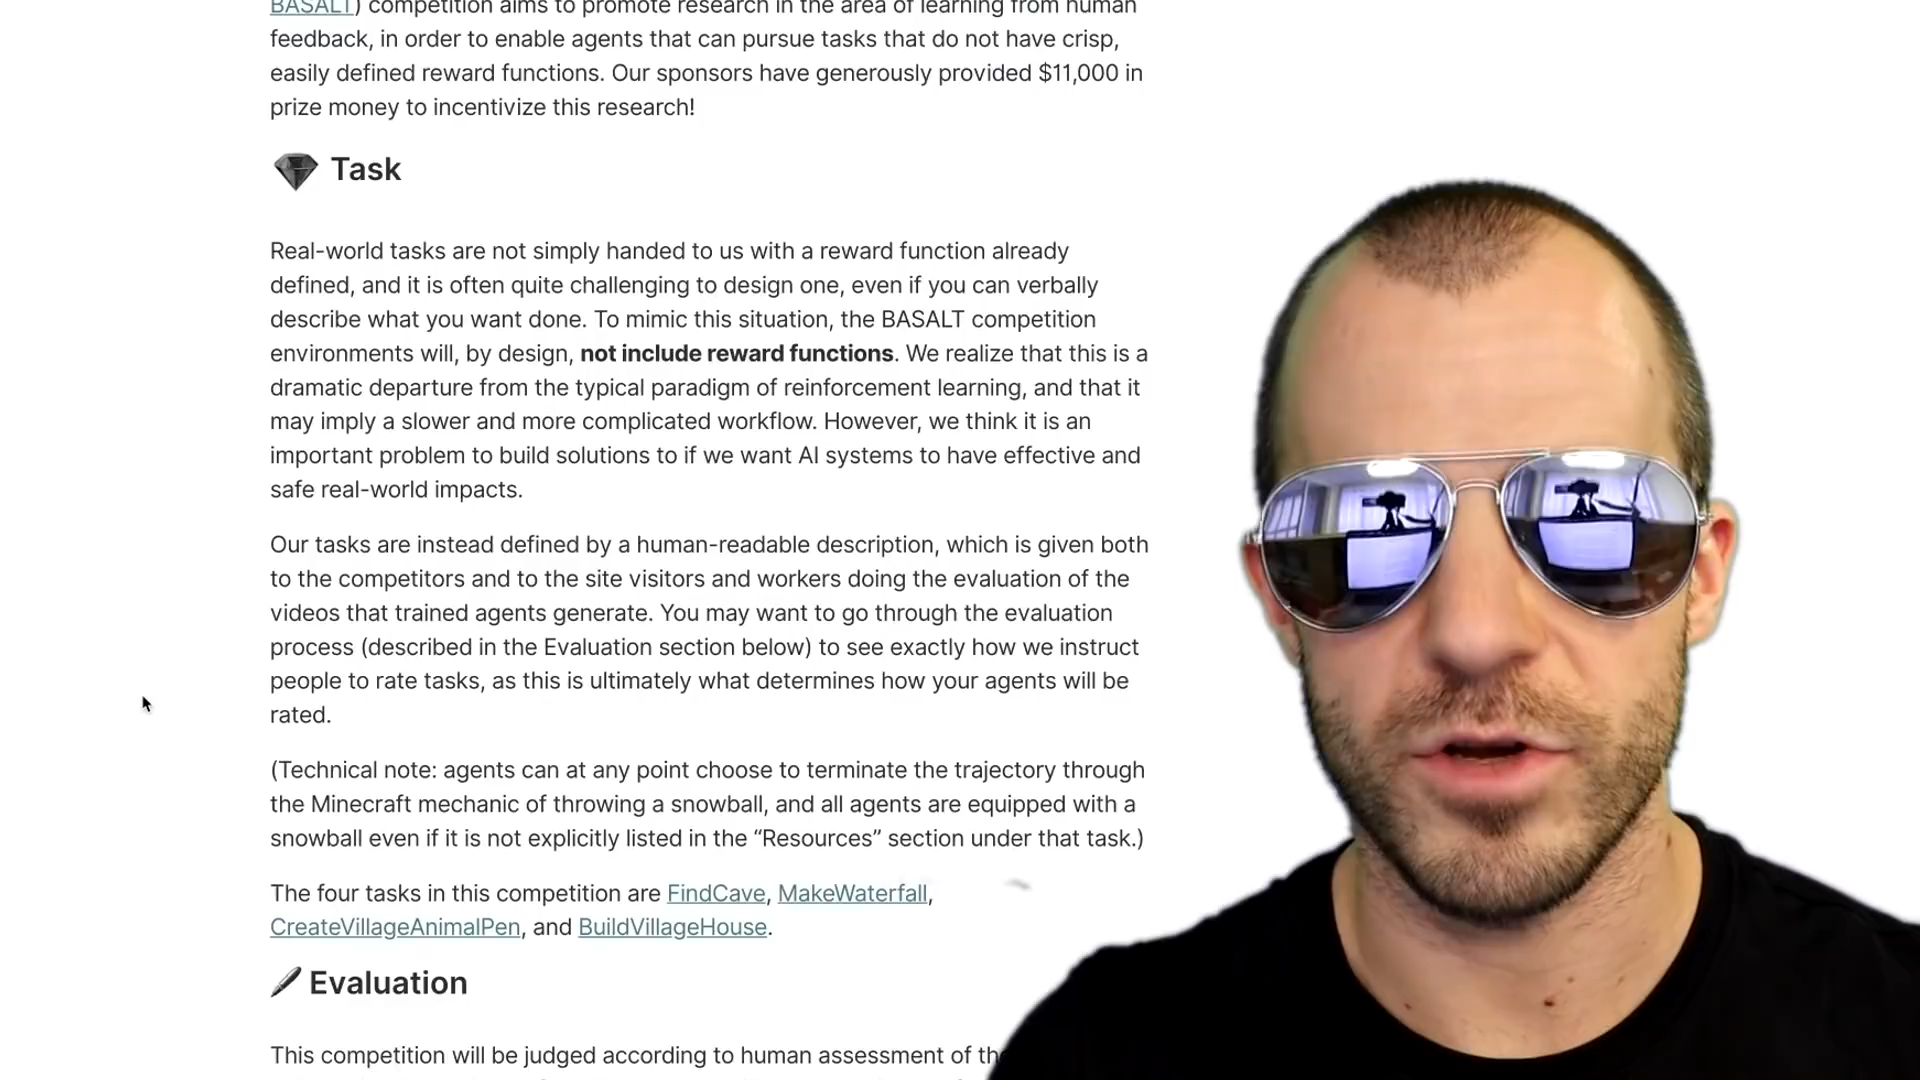 BASALT) competition aims to promote research in the area of learning from human
feedback, in order to enable agents that can pursue tasks that do not have crisp,
easily defined reward functions. Our sponsors have generously provided $11,000 in
prize money to incentivize this research!
Task
Real-world tasks are not simply handed to us with a reward function already
defined, and it is often quite challenging to design one, even if you can verbally
describe what you want done. To mimic this situation, the BASALT competition
environments will, by design, not include reward functions. We realize that this is a
dramatic departure from the typical paradigm of reinforcement learning, and that it
may imply a slower and more complicated workflow. However, we think it is an
important problem to build solutions to if we want AI systems to have effective and
safe real-world impacts.
Our tasks are instead defined by a human-readable description, which is given both
to the competitors and to the site visitors and workers doing the evaluation of the
videos that trained agents generate. You may want to go through the evaluation
process (described in the Evaluation section below) to see exactly how we instruct
people to rate tasks, as this is ultimately what determines how your agents will be
rated.
(Technical note: agents can at any point choose to terminate the trajectory through
the Minecraft mechanic of throwing a snowball, and all agents are equipped with a
snowball even if it is not explicitly listed in the “Resources” section under that task.)
The four tasks in this competition are FindCave, MakeWaterfall,
CreateVillageAnimalPen, and BuildVillageHouse.
Evaluation
This competition will be judged according to human assessment of